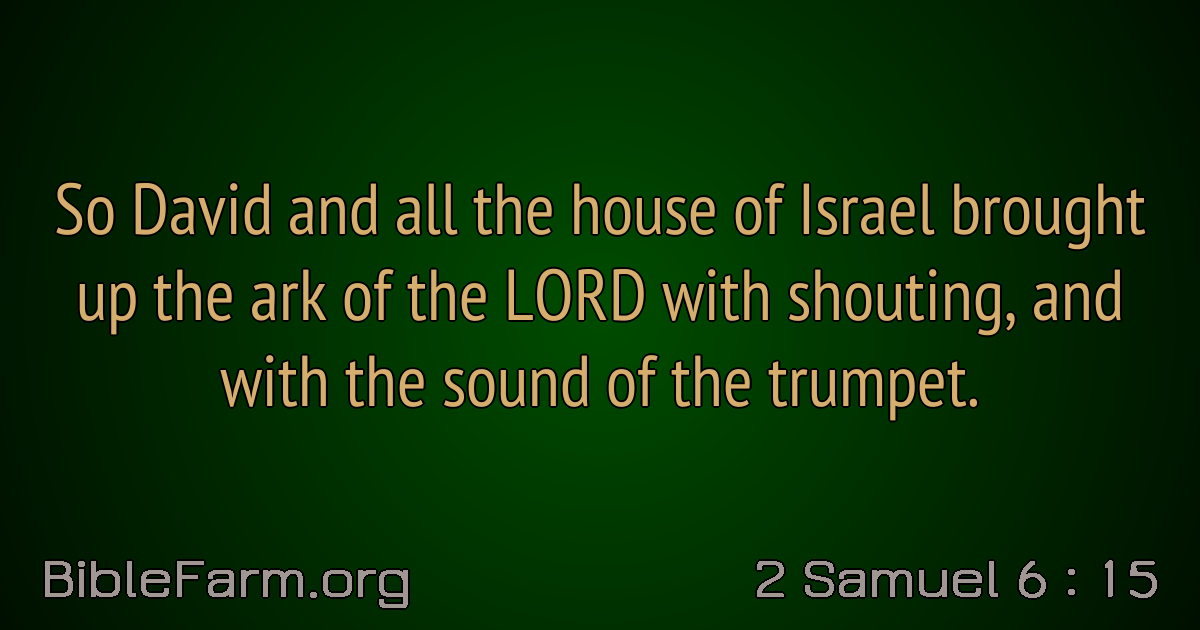 So David and all the house of Israel brought
up the ark of the LORD with shouting, and
with the sound of the trumpet.
BibleFarm.org
2 Samuel 6 : 15